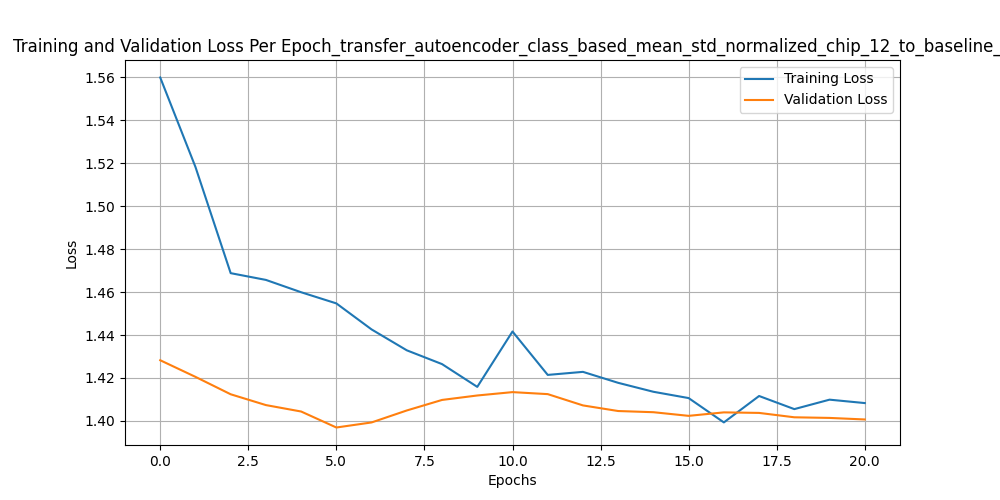 Training and Validation Loss Per Epoch_transfer_autoencoder_class_based_mean_std_normalized_chip_12_to_baseline_
Training Loss
Validation Loss
1.56
1.54
1.52
1.50
1.48
1.46
1.44
1.42
1.40
Loss
0.0 2.5 5.0 7.5 10.0 12.5 15.0 17.5 20.0
Epochs